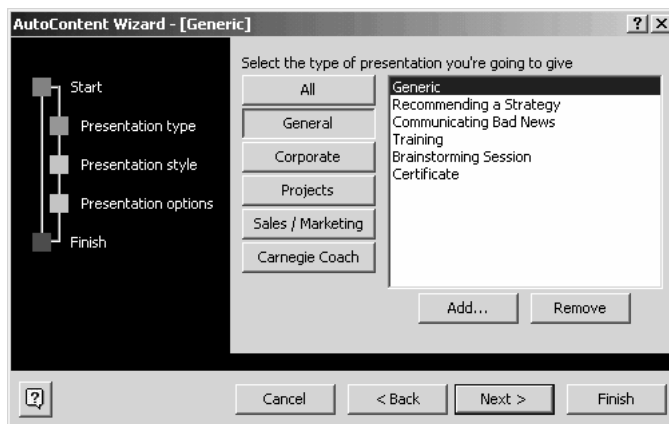 AutoContent Wizard - [Generic]
Select the type of presentation you're going to give
Start
Presentation type
Presentation style
Presentation options
Finish
All
General
Corporate
Projects
Sales / Marketing
Carnegie Coach
Generic
Recommending a Strategy
Communicating Bad News
Training
Brainstorming Session
Certificate
Add...
Remove
Cancel
< Back
Next >
Finish